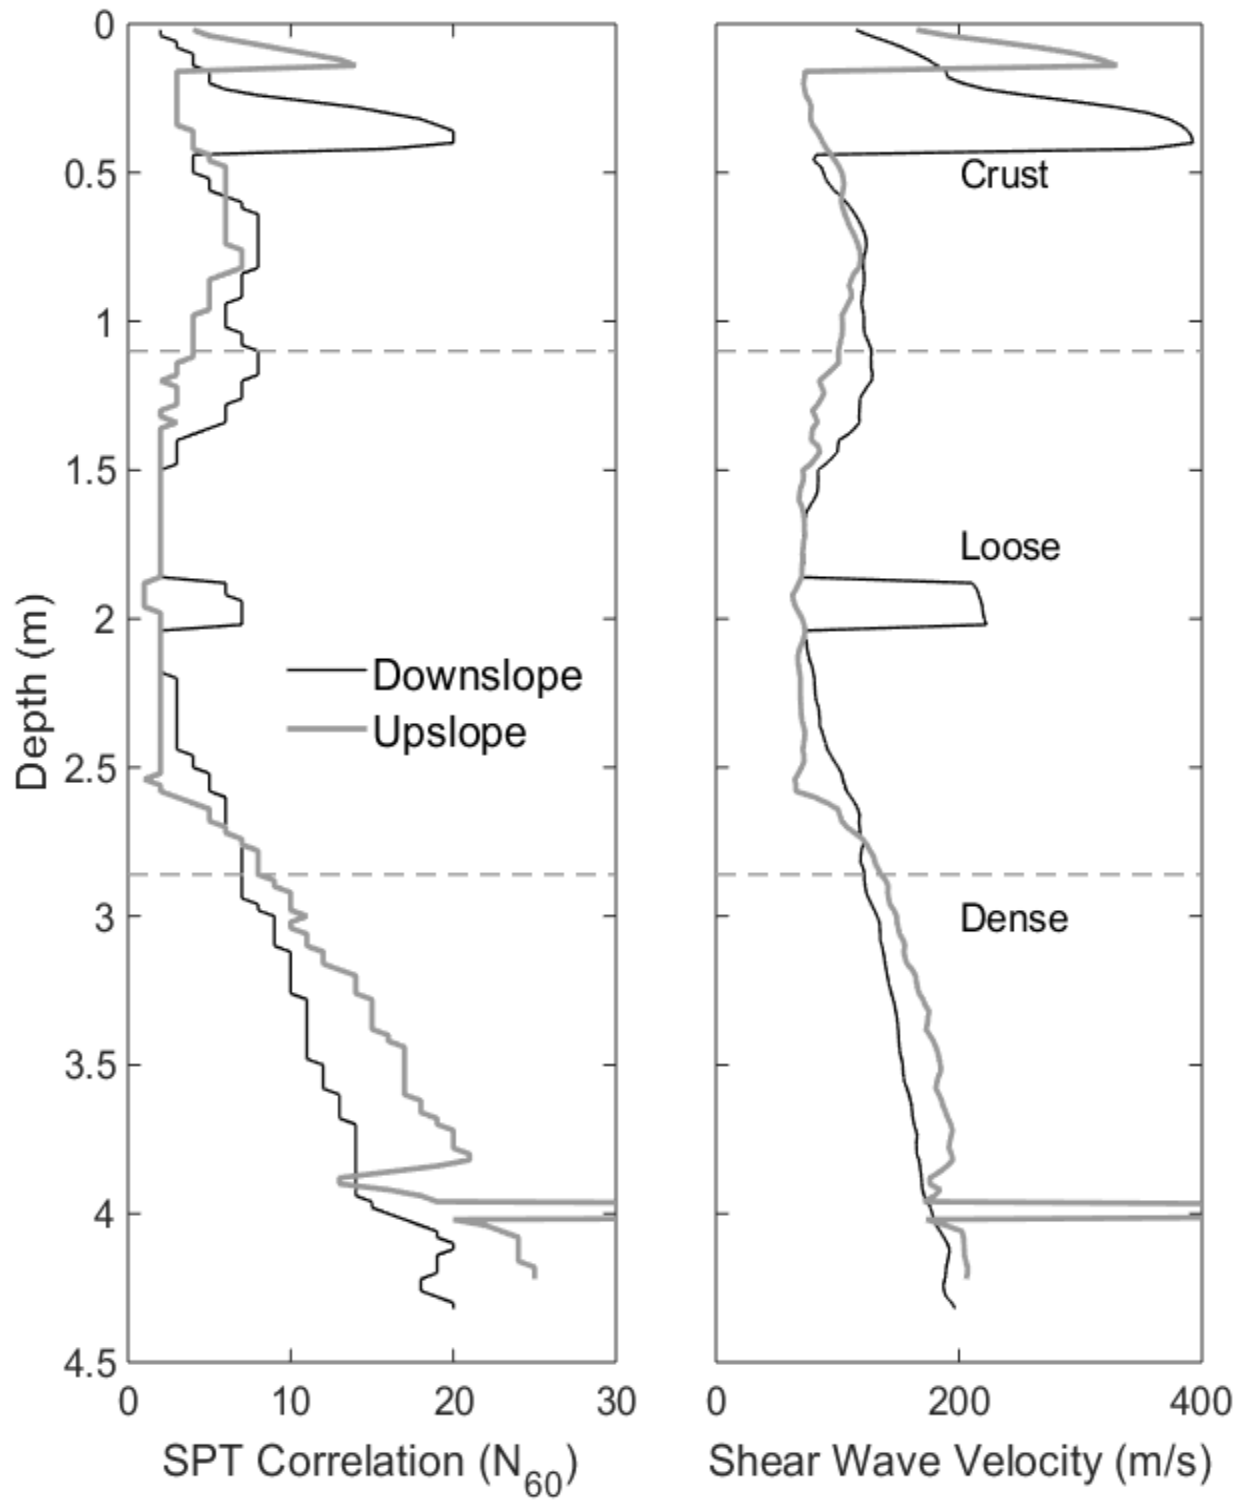 0
0.5
1
1.5
2
2.5
3
3.5
4
4.5
Depth (m)
Downslope
Upslope
0 10 20 30
SPT Correlation (N60)
Crust
Loose
Dense
0 200 400
Shear Wave Velocity (m/s)